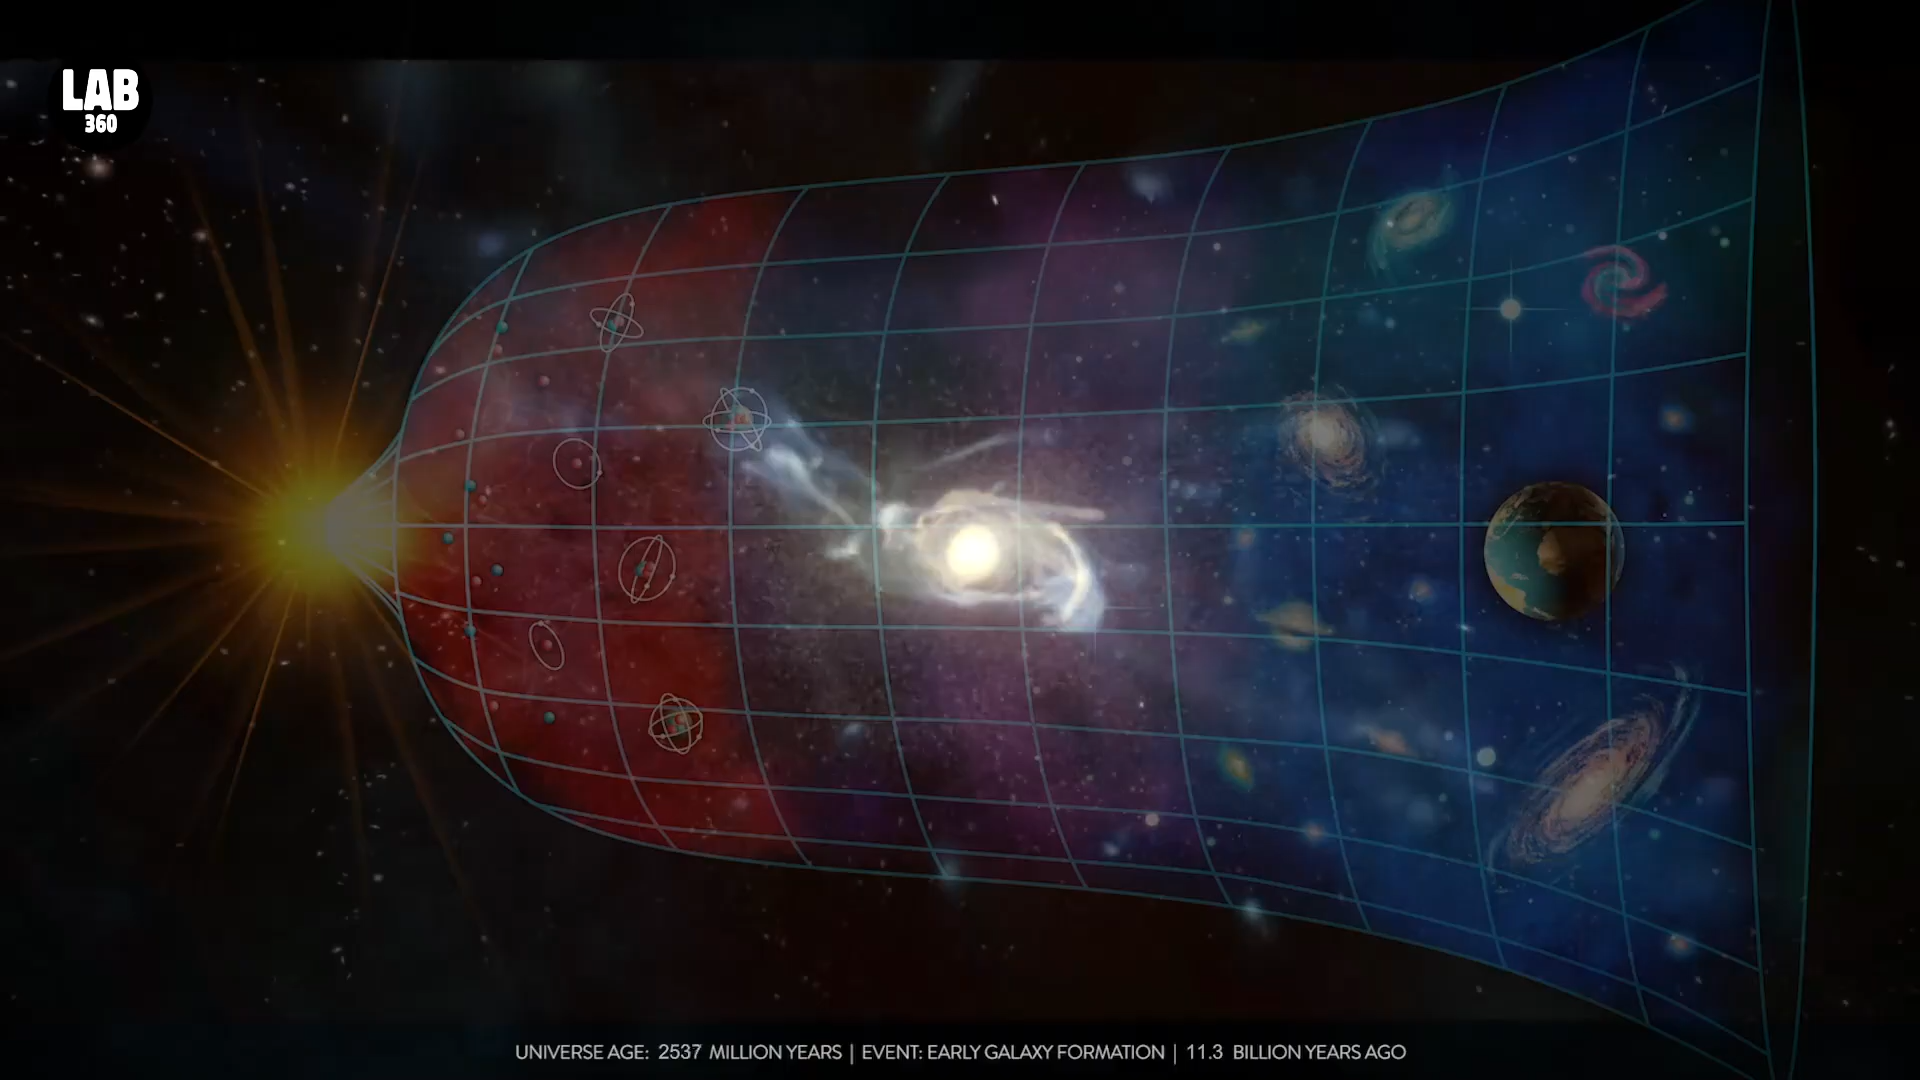 LAB
360
UNIVERSE AGE: 2537 MILLION YEARS | EVENT: EARLY GALAXY FORMATION | 11.3 BILLION YEARS AGO